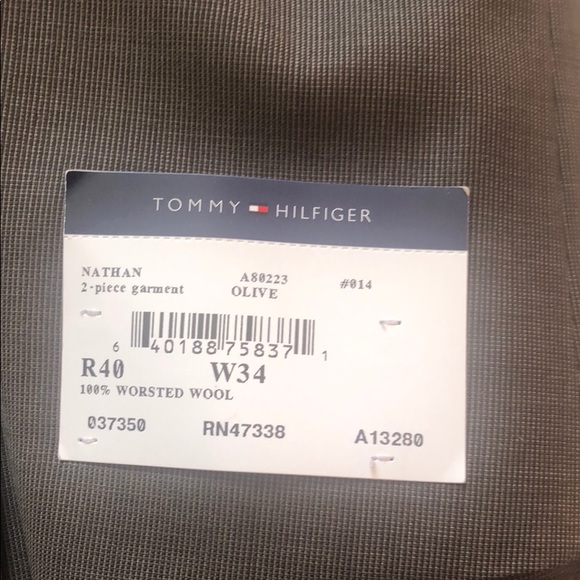 TOMMY HILFIGER
NATHAN A80223 #014
2-piece garment OLIVE
6 40188 75837 1
R40 W34
100% WORSTED WOOL
037350 RN47338 A13280